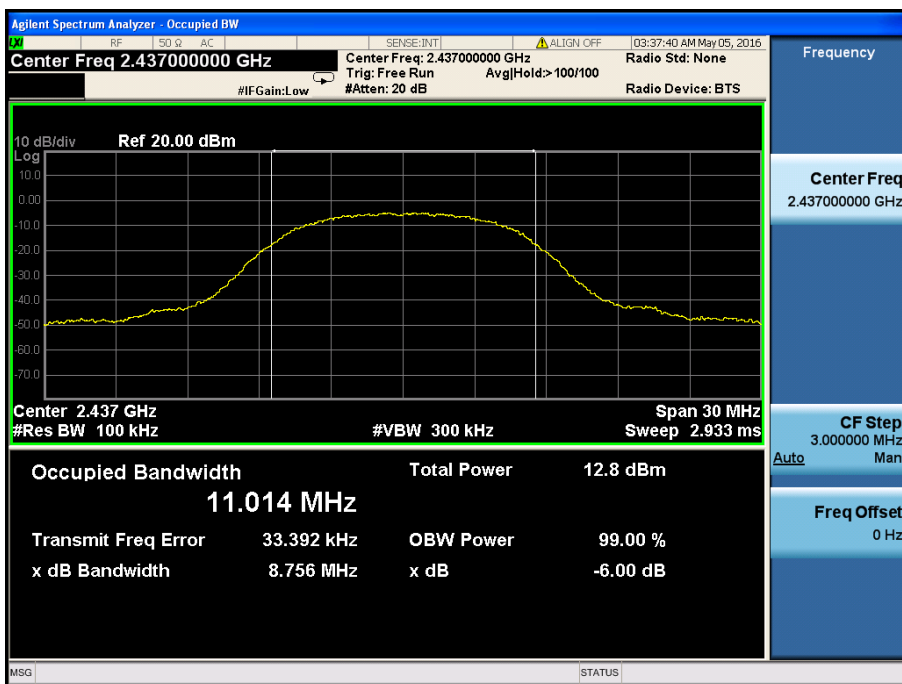 Agilent Spectrum Analyzer - Occupied BW
LXI RF 50 Ω AC SENSE:INT ALIGN OFF 03:37:40 AM May 05, 2016
Center Freq 2.437000000 GHz Center Freq: 2.437000000 GHz Radio Std: None
Trig: Free Run Avg|Hold:> 100/100
#IFGain:Low #Atten: 20 dB Radio Device: BTS
10 dB/div Ref 20.00 dBm
Log
10.0
0.00
-10.0
-20.0
-30.0
-40.0
-50.0
-60.0
-70.0
Center 2.437 GHz Span 30 MHz
#Res BW 100 kHz #VBW 300 kHz Sweep 2.933 ms
Occupied Bandwidth Total Power 12.8 dBm
11.014 MHz
Transmit Freq Error 33.392 kHz OBW Power 99.00 %
x dB Bandwidth 8.756 MHz x dB -6.00 dB
Frequency
Center Freq
2.437000000 GHz
CF Step
3.000000 MHz
Auto Man
Freq Offset
0 Hz
MSG STATUS